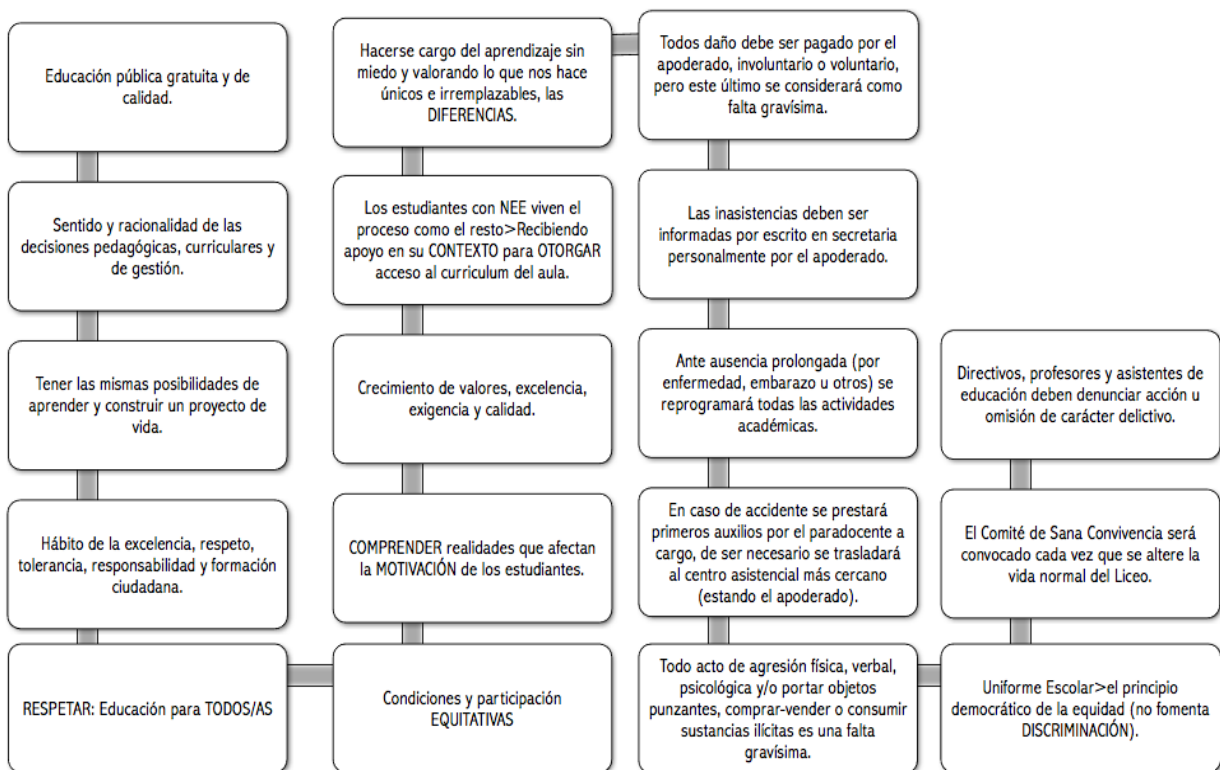 Educación pública gratuita y de
calidad.
Sentido y racionalidad de las
decisiones pedagógicas, curriculares y
de gestión.
Tener las mismas posibilidades de
aprender y construir un proyecto de
vida.
Hábito de la excelencia, respeto,
tolerancia, responsabilidad y formación
ciudadana.
RESPETAR: Educación para TODOS/AS
Condiciones y participación
EQUITATIVAS
COMPRENDER realidades que afectan
la MOTIVACIÓN de los estudiantes.
Crecimiento de valores, excelencia,
exigencia y calidad.
Los estudiantes con NEE viven el
proceso como el resto>Recibiendo
apoyo en su CONTEXTO para OTORGAR
acceso al curriculum del aula.
Hacerse cargo del aprendizaje sin
miedo y valorando lo que nos hace
únicos e irremplazables, las
DIFERENCIAS.
Todos daño debe ser pagado por el
apoderado, involuntario o voluntario,
pero este último se considerará como
falta gravísima.
Las inasistencias deben ser
informadas por escrito en secretaria
personalmente por el apoderado.
Ante ausencia prolongada (por
enfermedad, embarazo u otros) se
reprogramará todas las actividades
académicas.
En caso de accidente se prestará
primeros auxilios por el paradocente a
cargo, de ser necesario se trasladará
al centro asistencial más cercano
(estando el apoderado).
Todo acto de agresión física, verbal,
psicológica y/o portar objetos
punzantes, comprar-vender o consumir
sustancias ilícitas es una falta
gravísima.
Uniforme Escolar>el principio
democrático de la equidad (no fomenta
DISCRIMINACIÓN).
El Comité de Sana Convivencia será
convocado cada vez que se altere la
vida normal del Liceo.
Directivos, profesores y asistentes de
educación deben denunciar acción u
omisión de carácter delictivo.